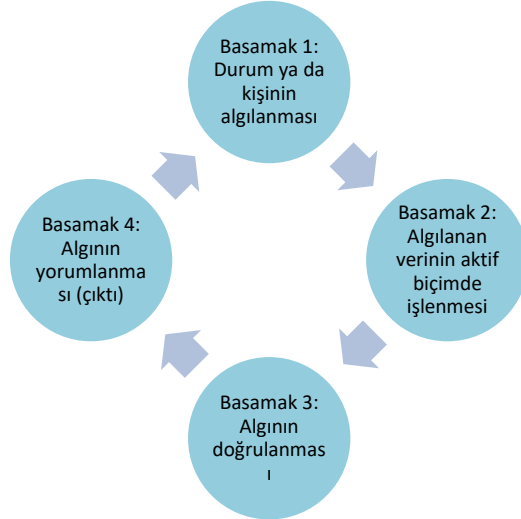 Basamak 1:
Durum ya da
kişinin
algılanması
Basamak 2:
Algılanan
verinin aktif
biçimde
işlenmesi
Basamak 3:
Algının
doğrulanmas
ı
Basamak 4:
Algının
yorumlanma
sı (çıktı)